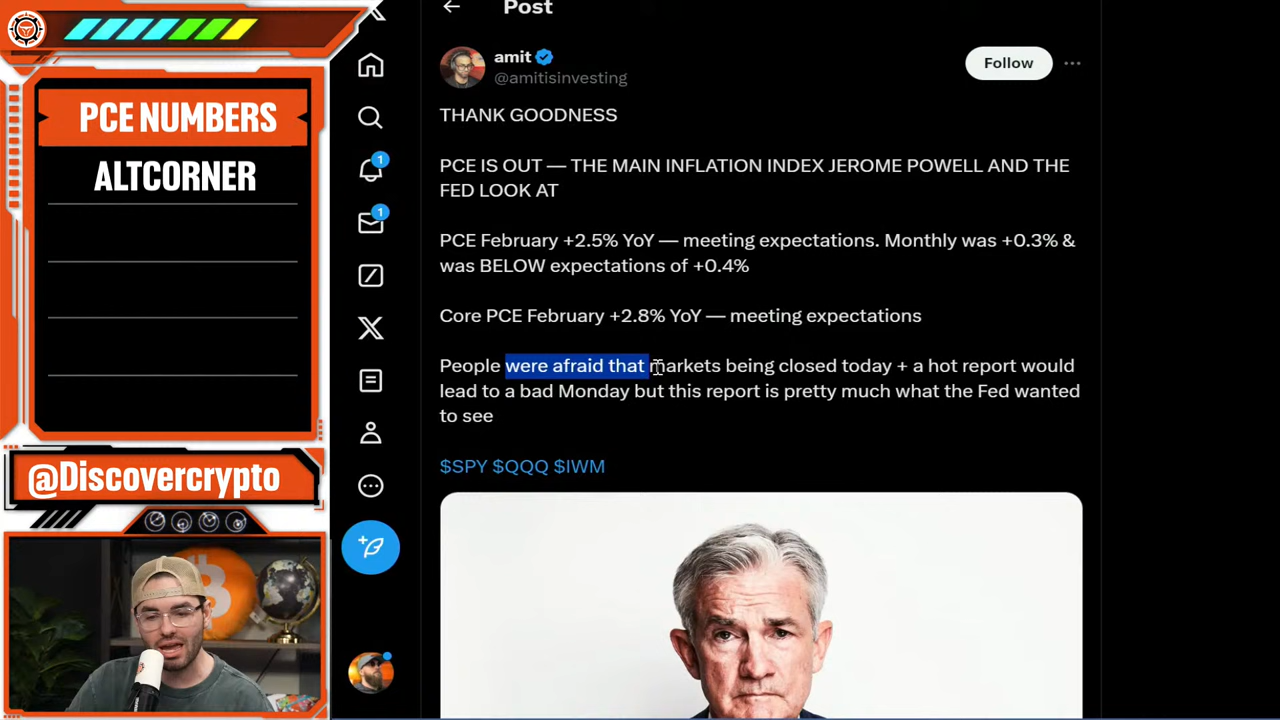 PCE NUMBERS
ALTCORNER
@Discovercrypto
Post
amit
@amitisinvesting
Follow
THANK GOODNESS
PCE IS OUT — THE MAIN INFLATION INDEX JEROME POWELL AND THE
FED LOOK AT
PCE February +2.5% YoY — meeting expectations. Monthly was +0.3% &
was BELOW expectations of +0.4%
Core PCE February +2.8% YoY — meeting expectations
People were afraid that markets being closed today + a hot report would
lead to a bad Monday but this report is pretty much what the Fed wanted
to see
$SPY $QQQ $IWM
1
1